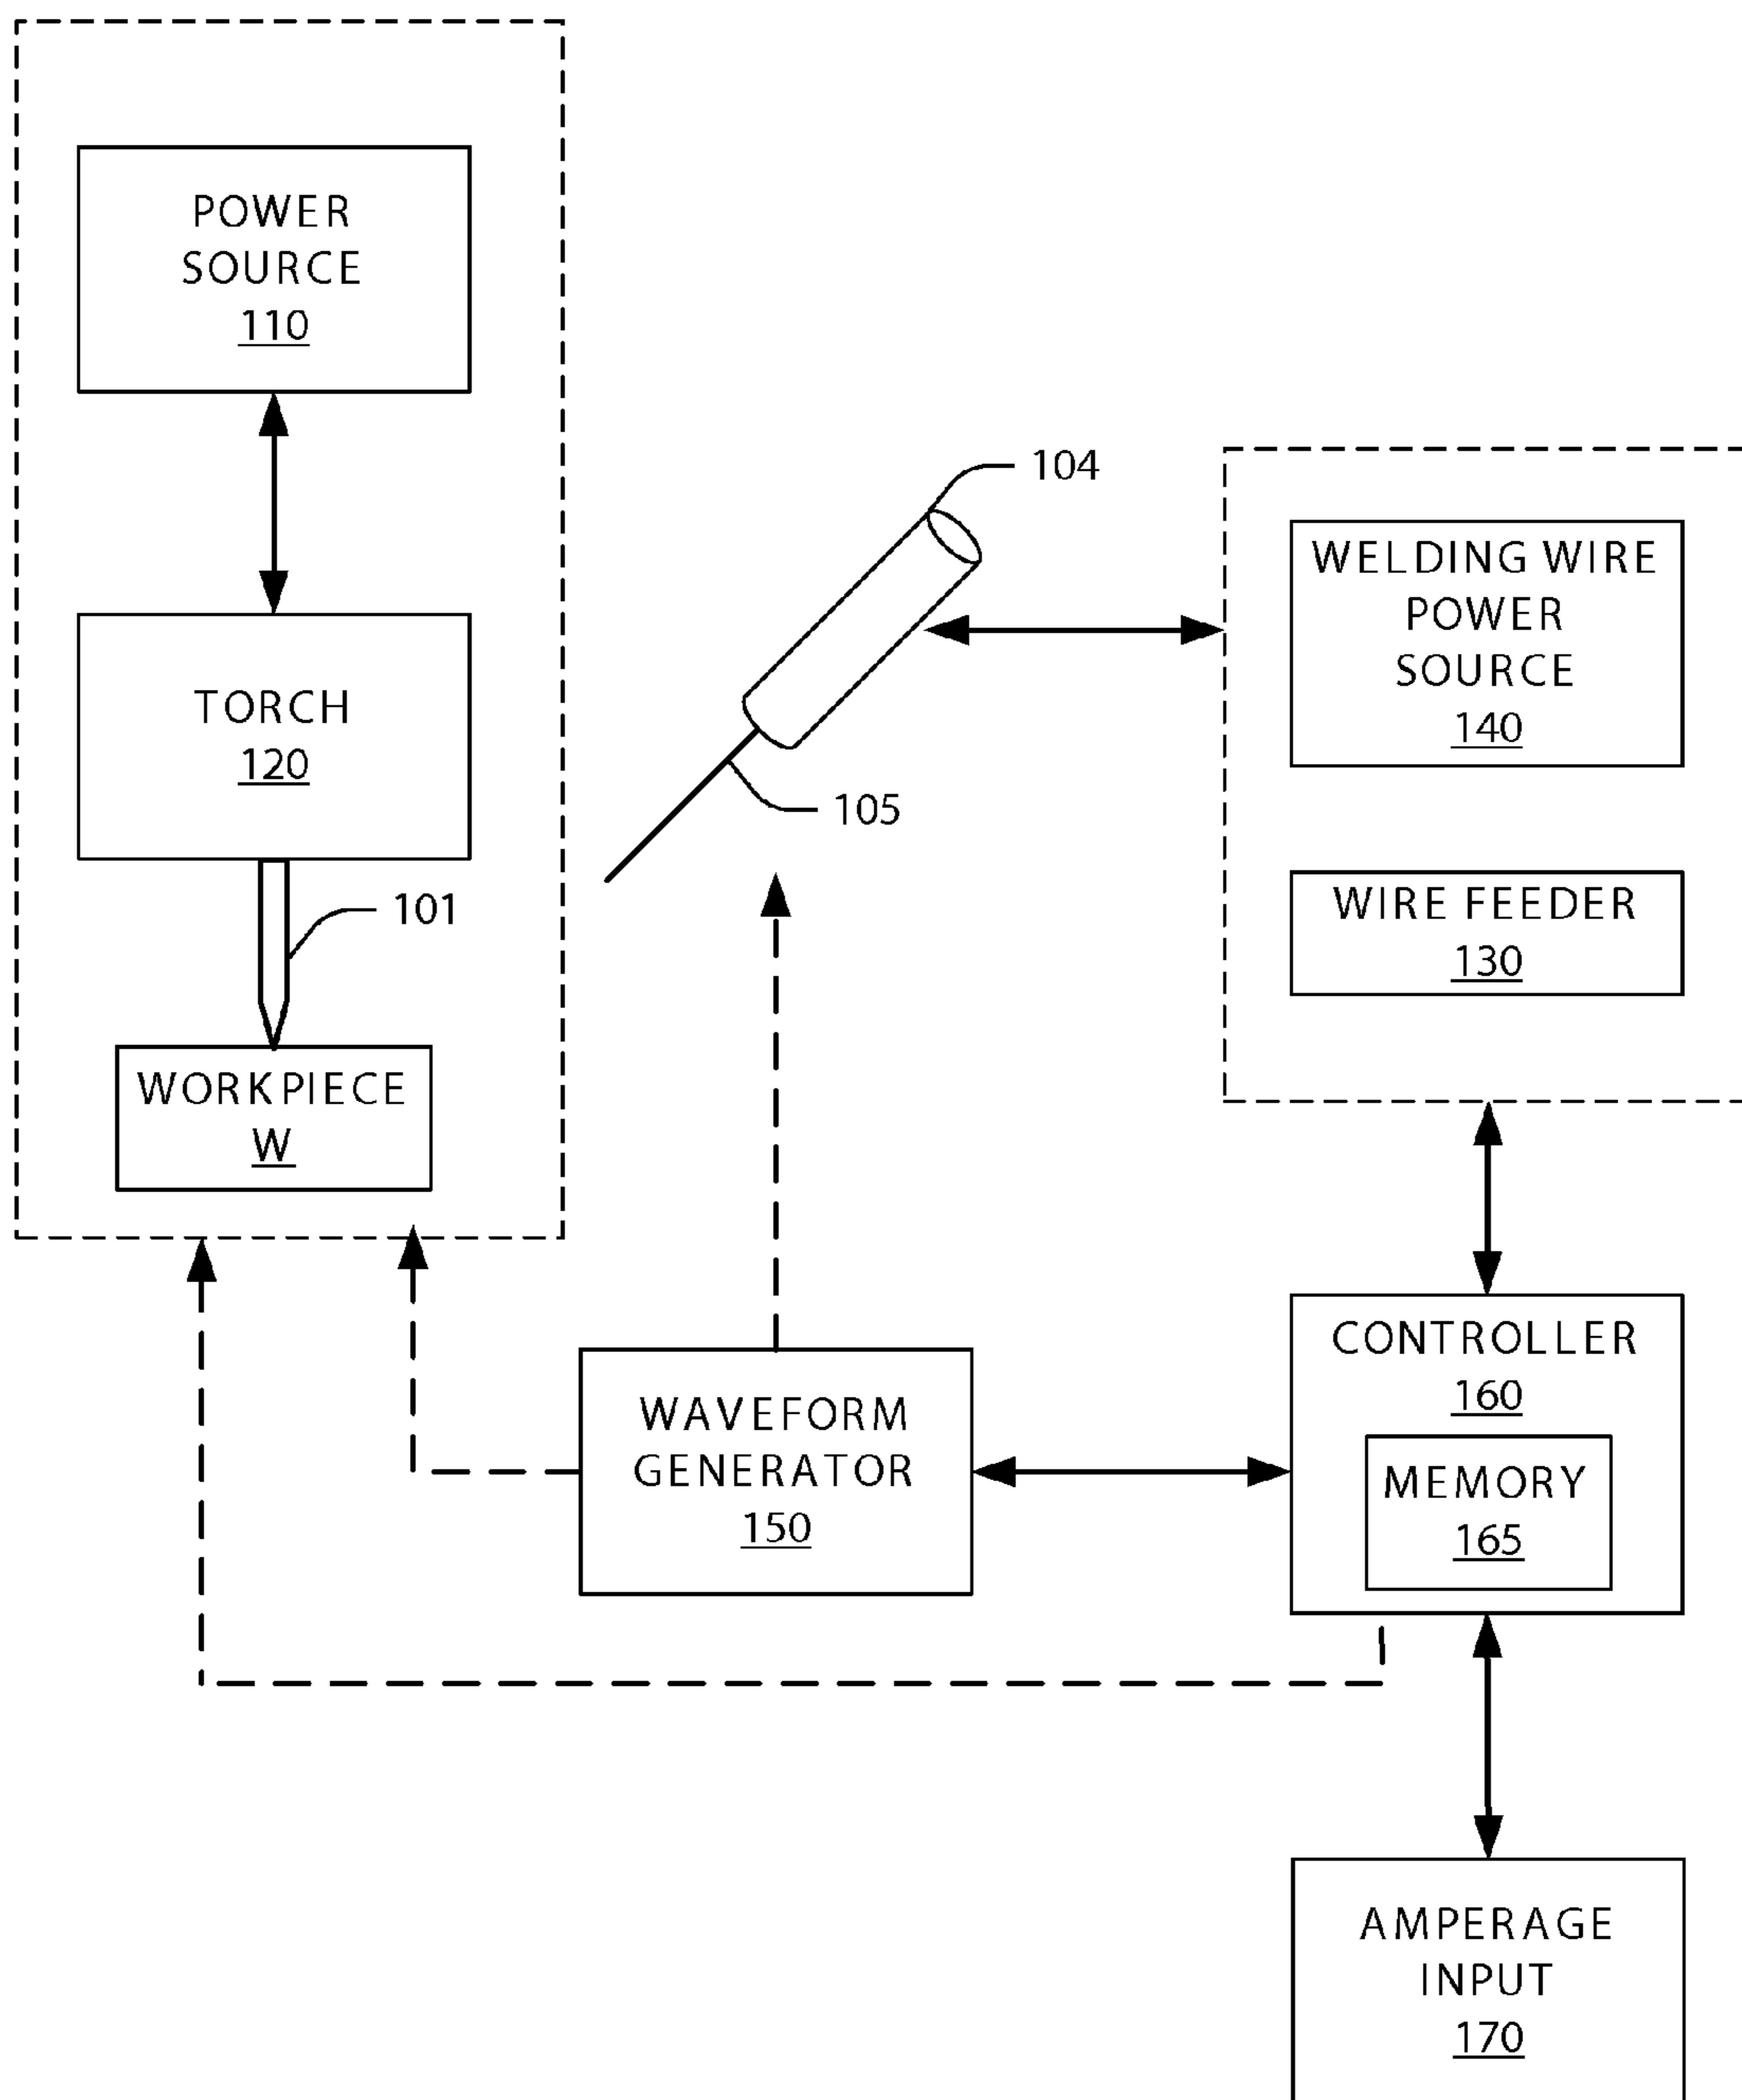 POWER
SOURCE
110
TORCH
120
101
WORKPIECE
W
104
105
WELDING WIRE
POWER
SOURCE
140
WIRE FEEDER
130
WAVEFORM
GENERATOR
150
CONTROLLER
160
MEMORY
165
AMPERAGE
INPUT
170